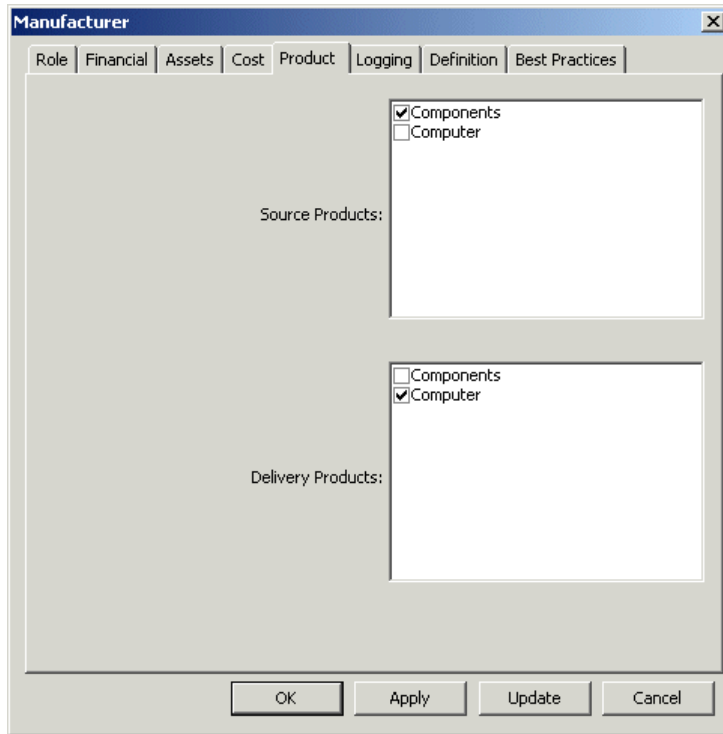 Manufacturer
Role Financial Assets Cost Product Logging Definition Best Practices
Components
Computer
Source Products:
Components
Computer
Delivery Products:
OK Apply Update Cancel